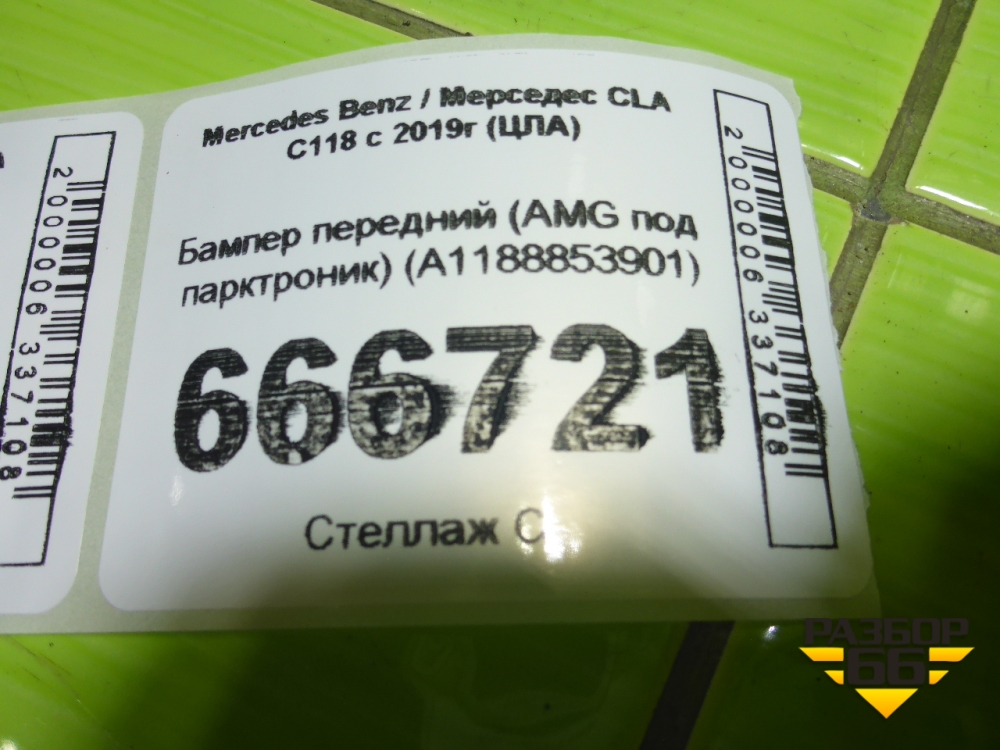 Mercedes Benz / Мерседес CLA
C118 с 2019г (ЦЛА)
Бампер передний (AMG под
парктроник) (A1188853901)
666721
Стеллаж С
2000006337108
2000006337108
РАЗБОР
66